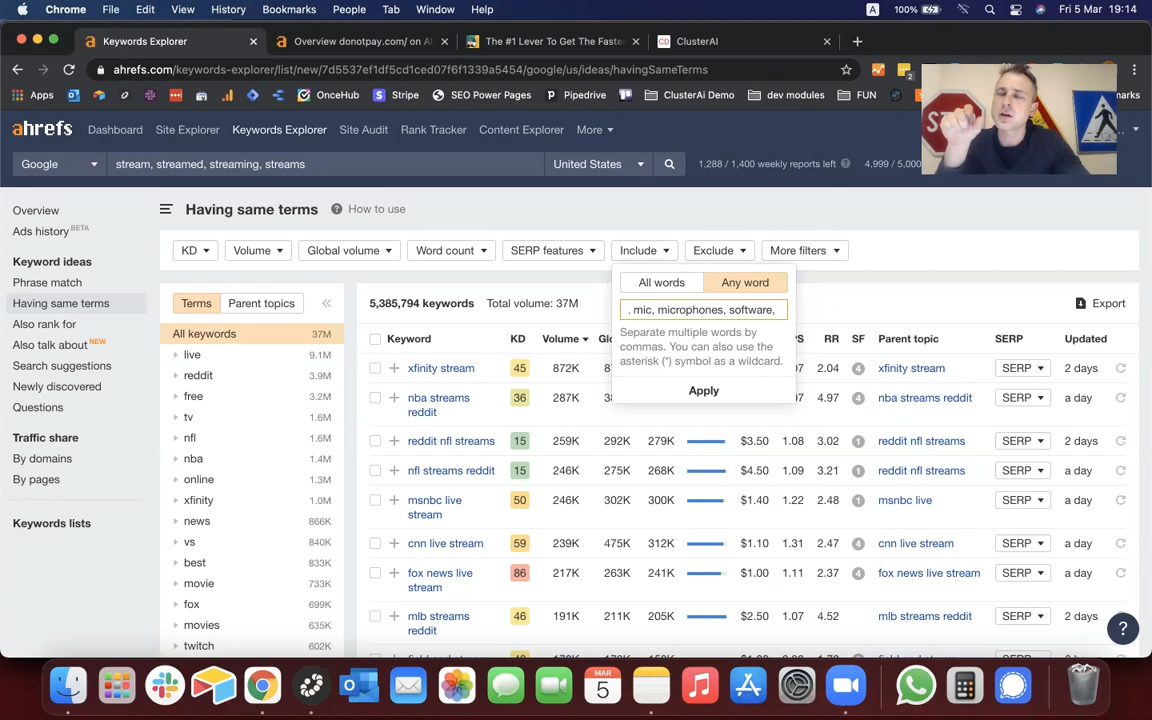 Chrome File Edit View History Bookmarks People Tab Window Help A 100% Fri 5 Mar 19:14
Keywords Explorer Overview donotpay.com/ on A The #1 Lever To Get The Faste CD ClusterAI
ahrefs.com/keywords-explorer/list/new/7d5537ef1df5cd1ced07f6f1339a5454/google/us/ideas/havingSameTerms 2
Apps OnceHub Stripe SEO Power Pages Pipedrive ClusterAi Demo dev modules FUN marks
ahrefs Dashboard Site Explorer Keywords Explorer Site Audit Rank Tracker Content Explorer More
Google stream, streamed, streaming, streams United States 1,288 / 1,400 weekly reports left 4,999 / 5,000
Overview
Ads history BETA
Keyword ideas
Phrase match
Having same terms
Also rank for
Also talk about NEW
Search suggestions
Newly discovered
Questions
Traffic share
By domains
By pages
Keywords lists
Having same terms ? How to use
KD Volume Global volume Word count SERP features Include Exclude More filters
All words Any word
, mic, microphones, software,
Separate multiple words by
commas. You can also use the
asterisk (*) symbol as a wildcard.
Apply
Terms Parent topics
All keywords 37M
live 9.1M
reddit 3.9M
free 3.2M
tv 1.6M
nfl 1.6M
nba 1.4M
online 1.3M
xfinity 1.0M
news 866K
vs 840K
best 833K
movie 733K
fox 699K
movies 635K
twitch 602K
5,385,794 keywords Total volume: 37M Export
Keyword KD Volume RR SF Parent topic SERP Updated
xfinity stream 45 872K 2.04 4 xfinity stream SERP 2 days
nba streams
reddit 36 287K 4.97 4 nba streams reddit SERP a day
reddit nfl streams 15 259K 292K 279K $3.50 1.08 3.02 1 reddit nfl streams SERP 2 days
nfl streams reddit 15 246K 275K 268K $4.50 1.09 3.21 1 reddit nfl streams SERP a day
msnbc live
stream 50 246K 302K 300K $1.40 1.22 2.48 1 msnbc live SERP a day
cnn live stream 59 239K 475K 312K $1.10 1.31 2.47 4 cnn live stream SERP a day
fox news live
stream 86 217K 263K 241K $1.00 1.11 2.37 4 fox news live stream SERP a day
mlb streams
reddit 46 191K 211K 205K $2.50 1.07 4.52 mlb streams reddit SERP 2 days
?
MAR
5